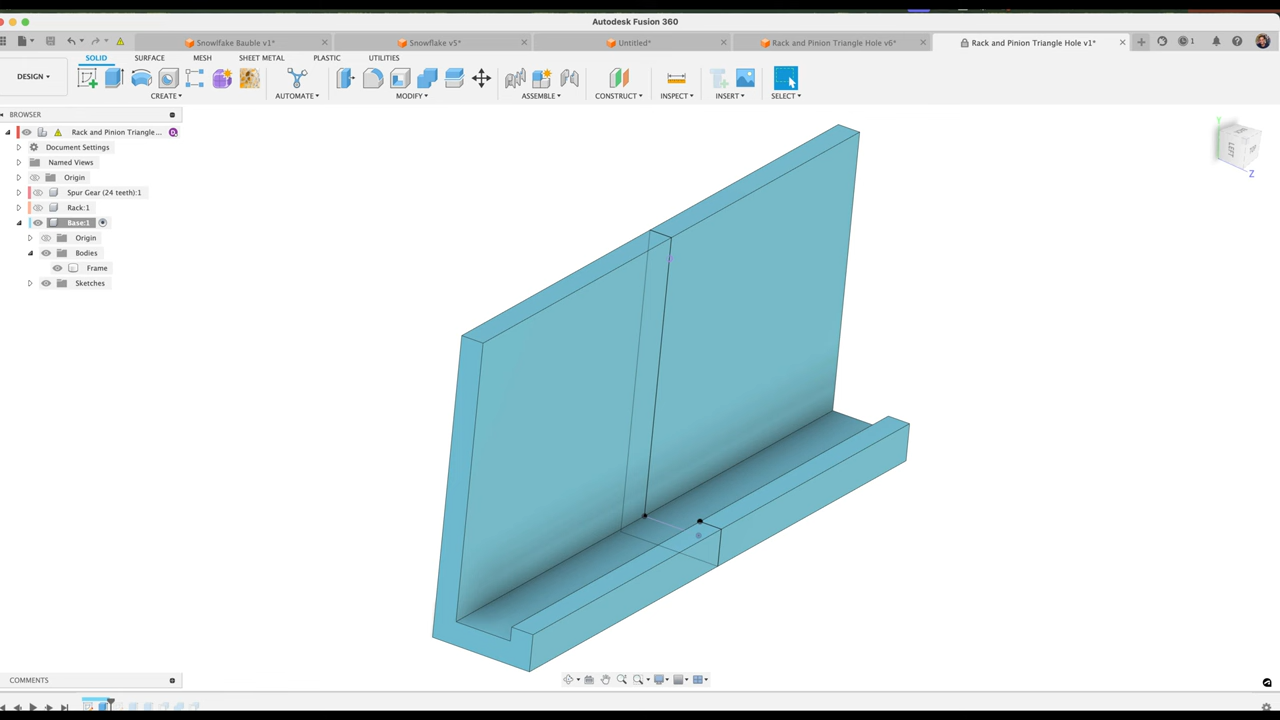 Autodesk Fusion 360
Snowflake Bauble v1*
Snowflake v5*
Untitled*
Rack and Pinion Triangle Hole v6*
Rack and Pinion Triangle Hole v1*
1
SOLID
SURFACE
MESH
SHEET METAL
PLASTIC
UTILITIES
DESIGN
CREATE
AUTOMATE
MODIFY
ASSEMBLE
CONSTRUCT
INSPECT
INSERT
SELECT
BROWSER
Rack and Pinion Triangle...
Document Settings
Named Views
Origin
Spur Gear (24 teeth):1
Rack:1
Base:1
Origin
Bodies
Frame
Sketches
LEFT
Y
Z
COMMENTS